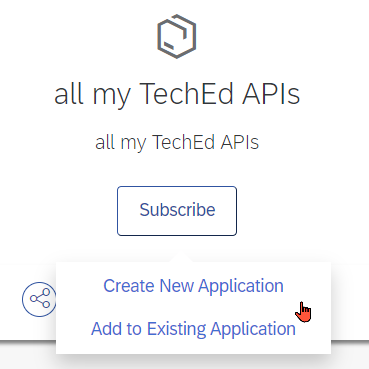 all my TechEd APIs
all my TechEd APIs
Subscribe
Create New Application
Add to Existing Application